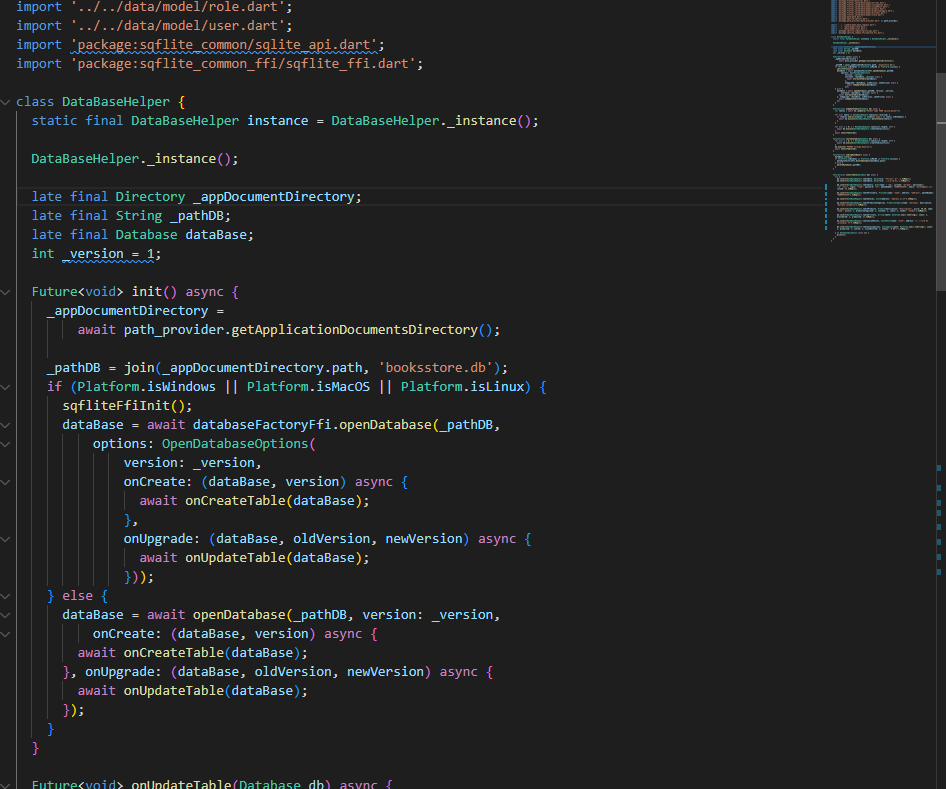 import '../../data/model/role.dart';
import '../../data/model/user.dart';
import 'package:sqflite_common/sqlite_api.dart';
import 'package:sqflite_common_ffi/sqflite_ffi.dart';
class DataBaseHelper {
static final DataBaseHelper instance = DataBaseHelper._instance();
DataBaseHelper._instance();
late final Directory _appDocumentDirectory;
late final String _pathDB;
late final Database dataBase;
int _version = 1;
Future<void> init() async {
_appDocumentDirectory =
await path_provider.getApplicationDocumentsDirectory();
_pathDB = join(_appDocumentDirectory.path, 'booksstore.db');
if (Platform.isWindows || Platform.isMacOS || Platform.isLinux) {
sqfliteFfiInit();
dataBase = await databaseFactoryFfi.openDatabase(_pathDB,
options: OpenDatabaseOptions(
version: _version,
onCreate: (dataBase, version) async {
await onCreateTable(dataBase);
},
onUpgrade: (dataBase, oldVersion, newVersion) async {
await onUpdateTable(dataBase);
}));
} else {
dataBase = await openDatabase(_pathDB, version: _version,
onCreate: (dataBase, version) async {
await onCreateTable(dataBase);
}, onUpgrade: (dataBase, oldVersion, newVersion) async {
await onUpdateTable(dataBase);
});
}
}
Future<void> onUpdateTable(Database db) async {